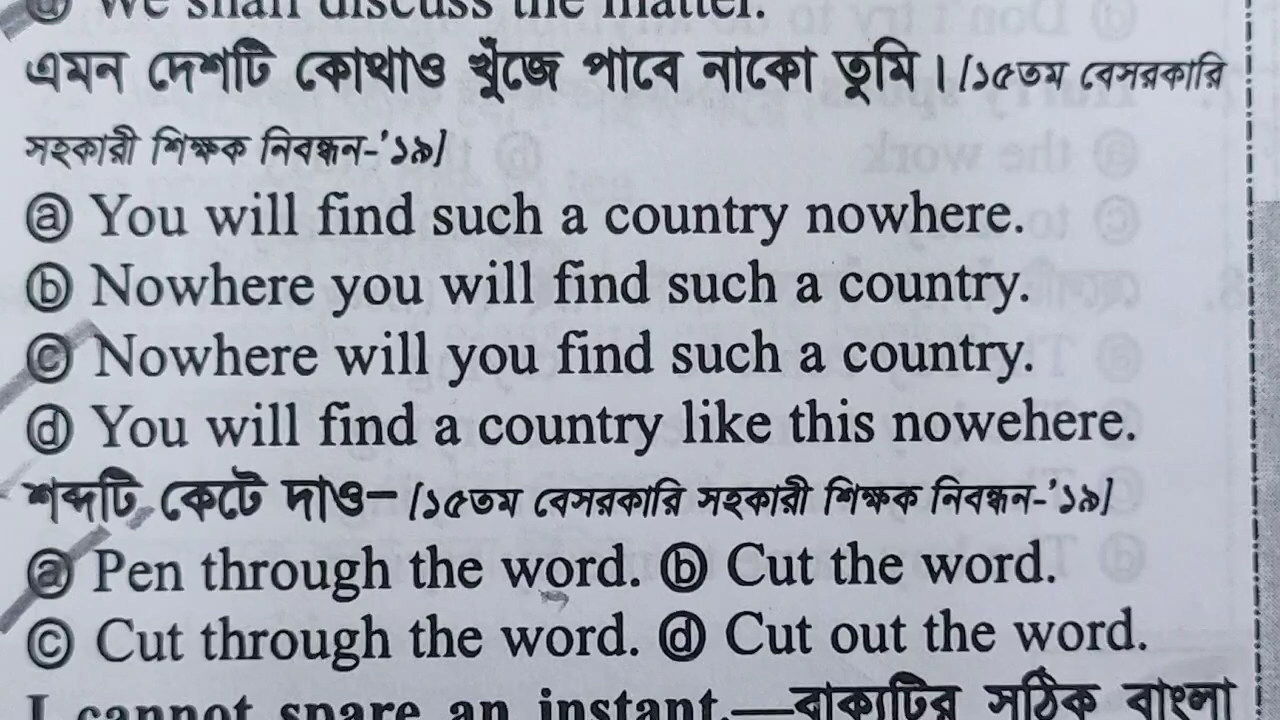 ⓓ We shall discuss the matter.
এমন দেশটি কোথাও খুঁজে পাবে নাকো তুমি। [১৫তম বেসরকারি
সহকারী শিক্ষক নিবন্ধন-'১৯]
ⓐ You will find such a country nowhere.
ⓑ Nowhere you will find such a country.
ⓒ Nowhere will you find such a country.
ⓓ You will find a country like this nowehere.
শব্দটি কেটে দাও– [১৫তম বেসরকারি সহকারী শিক্ষক নিবন্ধন-'১৯]
ⓐ Pen through the word. ⓑ Cut the word.
ⓒ Cut through the word. ⓓ Cut out the word.
I cannot spare an instant.—বাক্যটির সঠিক বাংলা